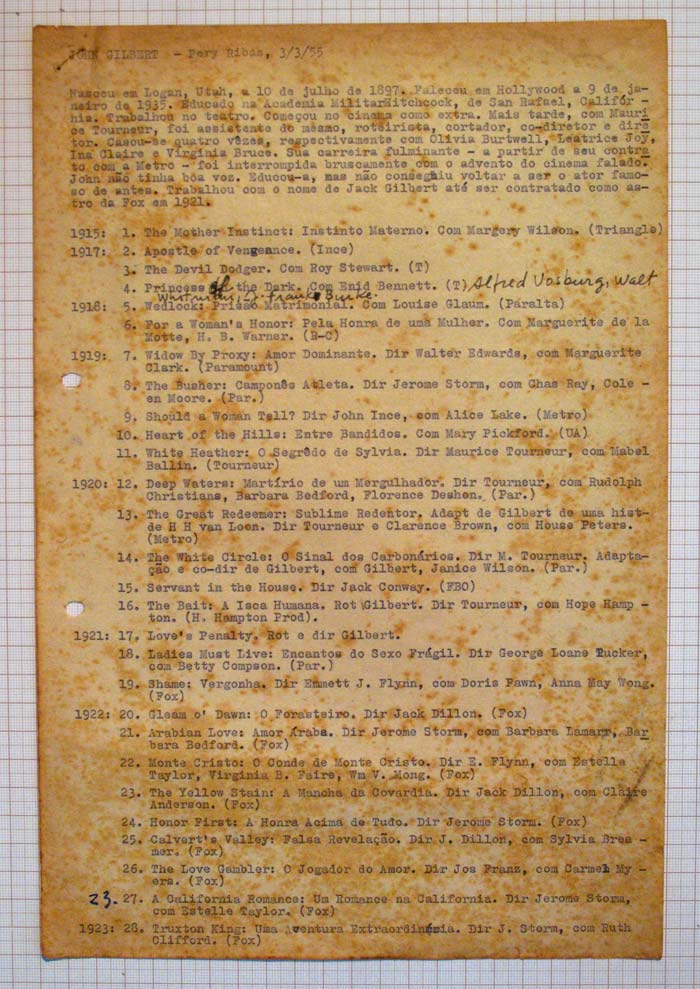 JOHN GILBERT - Pery Ribas, 3/3/55
Nasceu em Logan, Utah, a 10 de julho de 1897. Faleceu em Hollywood a 9 de ja-
neiro de 1935. Educado na Academia MilitarHitchcock, de San Rafael, Califór -
nia. Trabalhou no teatro. Começou no cinema como extra. Mais tarde, com Mauri
ce Tourneur, foi assistente do mesmo, roteirista, cortador, co-diretor e dire
tor. Casou-se quatro vêzes, respectivamente com Olivia Burtwell, Leatrice Joy,
Ina Claire e Virginia Bruce. Sua carreira fulminante - a partir de seu contra
to com a Metro - foi interrompida bruscamente com o advento do cinema falado.
John não tinha bôa voz. Educou-a, mas não conseguiu voltar a ser o ator famo-
so de antes. Trabalhou com o nome de Jack Gilbert até ser contratado como as-
tro da Fox em 1921.
1915: 1. The Mother Instinct: Instinto Materno. Com Margery Wilson. (Triangle)
1917: 2. Apostle of Vengeance. (Ince)
3. The Devil Dodger. Com Roy Stewart. (T)
4. Princess of the Dark. Com Enid Bennett. (T) Alfred Vosburg, Walt
Whitman, J. Frank Burke.
1918: 5. Wedlock: Prisão Matrimonial. Com Louise Glaum. (Paralta)
6. For a Woman's Honor: Pela Honra de uma Mulher. Com Marguerite de la
Motte, H. B. Warner. (R-C)
1919: 7. Widow By Proxy: Amor Dominante. Dir Walter Edwards, com Marguerite
Clark. (Paramount)
8. The Busher: Camponês Atleta. Dir Jerome Storm, com Chas Ray, Cole -
en Moore. (Par.)
9. Should a Woman Tell? Dir John Ince, com Alice Lake. (Metro)
10. Heart of the Hills: Entre Bandidos. Com Mary Pickford. (UA)
11. White Heather: O Segrêdo de Sylvia. Dir Maurice Tourneur, com Mabel
Ballin. (Tourneur)
1920: 12. Deep Waters: Martírio de um Mergulhador. Dir Tourneur, com Rudolph
Christians, Barbara Bedford, Florence Deshon. (Par.)
13. The Great Redeemer: Sublime Redentor. Adapt de Gilbert de uma hist-
de H H van Loen. Dir Tourneur e Clarence Brown, com House Peters.
(Metro)
14. The White Circle: O Sinal dos Carbonários. Dir M. Tourneur. Adapta-
ção e co-dir de Gilbert, com Gilbert, Janice Wilson. (Par.)
15. Servant in the House. Dir Jack Conway. (FBO)
16. The Bait: A Isca Humana. Rot Gilbert. Dir Tourneur, com Hope Hamp -
ton. (H. Hampton Prod).
1921: 17. Love's Penalty. Rot e dir Gilbert.
18. Ladies Must Live: Encantos do Sexo Frágil. Dir George Loane Tucker,
com Betty Compson. (Par.)
19. Shame: Vergonha. Dir Emmett J. Flynn, com Doris Fawn, Anna May Wong.
(Fox)
1922: 20. Gleam o' Dawn: O Forasteiro. Dir Jack Dillon. (Fox)
21. Arabian Love: Amor Árabe. Dir Jerome Storm, com Barbara Lamarr, Bar
bara Bedford. (Fox)
22. Monte Cristo: O Conde de Monte Cristo. Dir E. Flynn, com Estelle
Taylor, Virginia B. Faire, Wm V. Mong. (Fox)
23. The Yellow Stain: A Mancha da Covardia. Dir Jack Dillon, com Claire
Anderson. (Fox)
24. Honor First: A Honra Acima de Tudo. Dir Jerome Storm. (Fox)
25. Calvert's Valley: Falsa Revelação. Dir J. Dillon, com Sylvia Brea -
mer. (Fox)
26. The Love Gambler: O Jogador do Amor. Dir Jos Franz, com Carmel My -
ers. (Fox)
23. 27. A California Romance: Um Romance na California. Dir Jerome Storm,
com Estelle Taylor. (Fox)
1923: 28. Truxton King: Uma Aventura Extraordinária. Dir J. Storm, com Ruth
Clifford. (Fox)